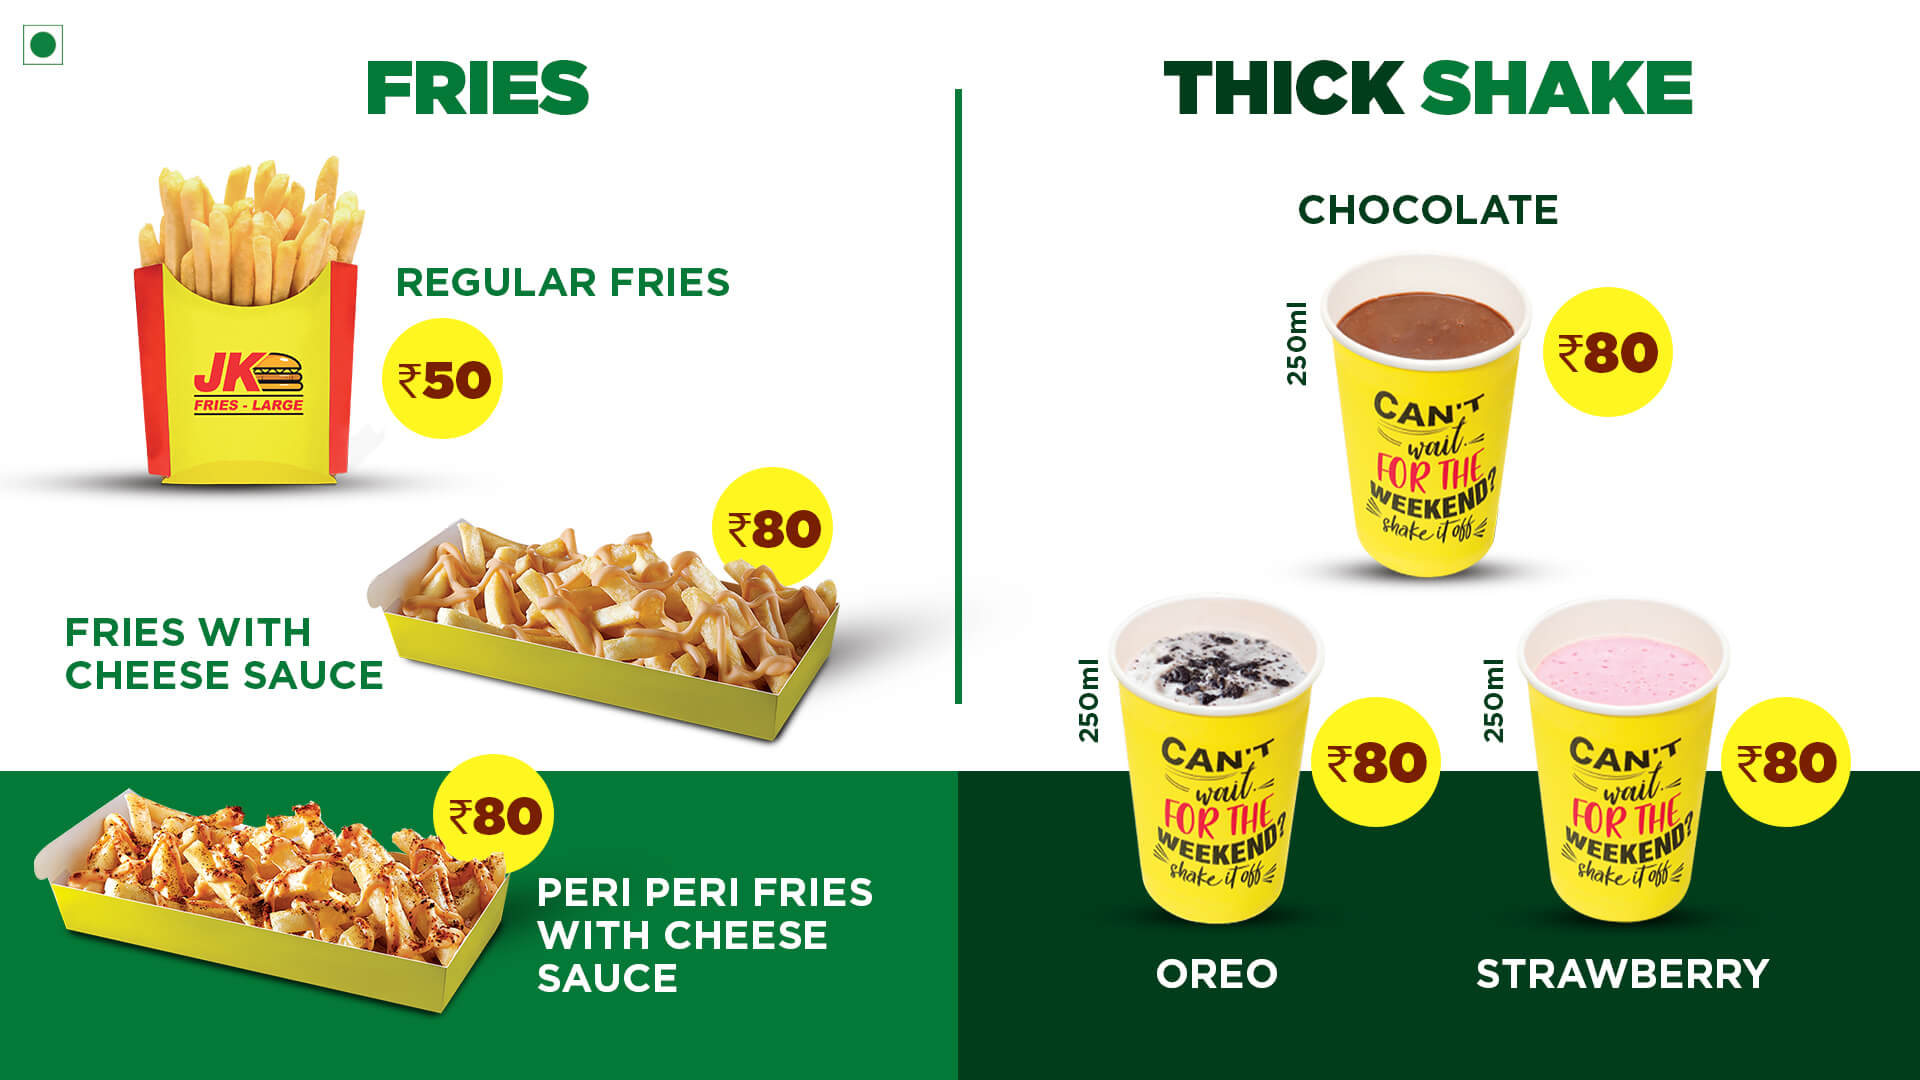 FRIES
REGULAR FRIES
₹50
JK
FRIES - LARGE
₹80
FRIES WITH
CHEESE SAUCE
₹80
PERI PERI FRIES
WITH CHEESE
SAUCE
THICK SHAKE
CHOCOLATE
250ml
₹80
CAN'T
wait
FOR THE
WEEKEND?
shake it off
250ml
₹80
CAN'T
wait
FOR THE
WEEKEND?
shake it off
OREO
250ml
₹80
CAN'T
wait
FOR THE
WEEKEND?
shake it off
STRAWBERRY